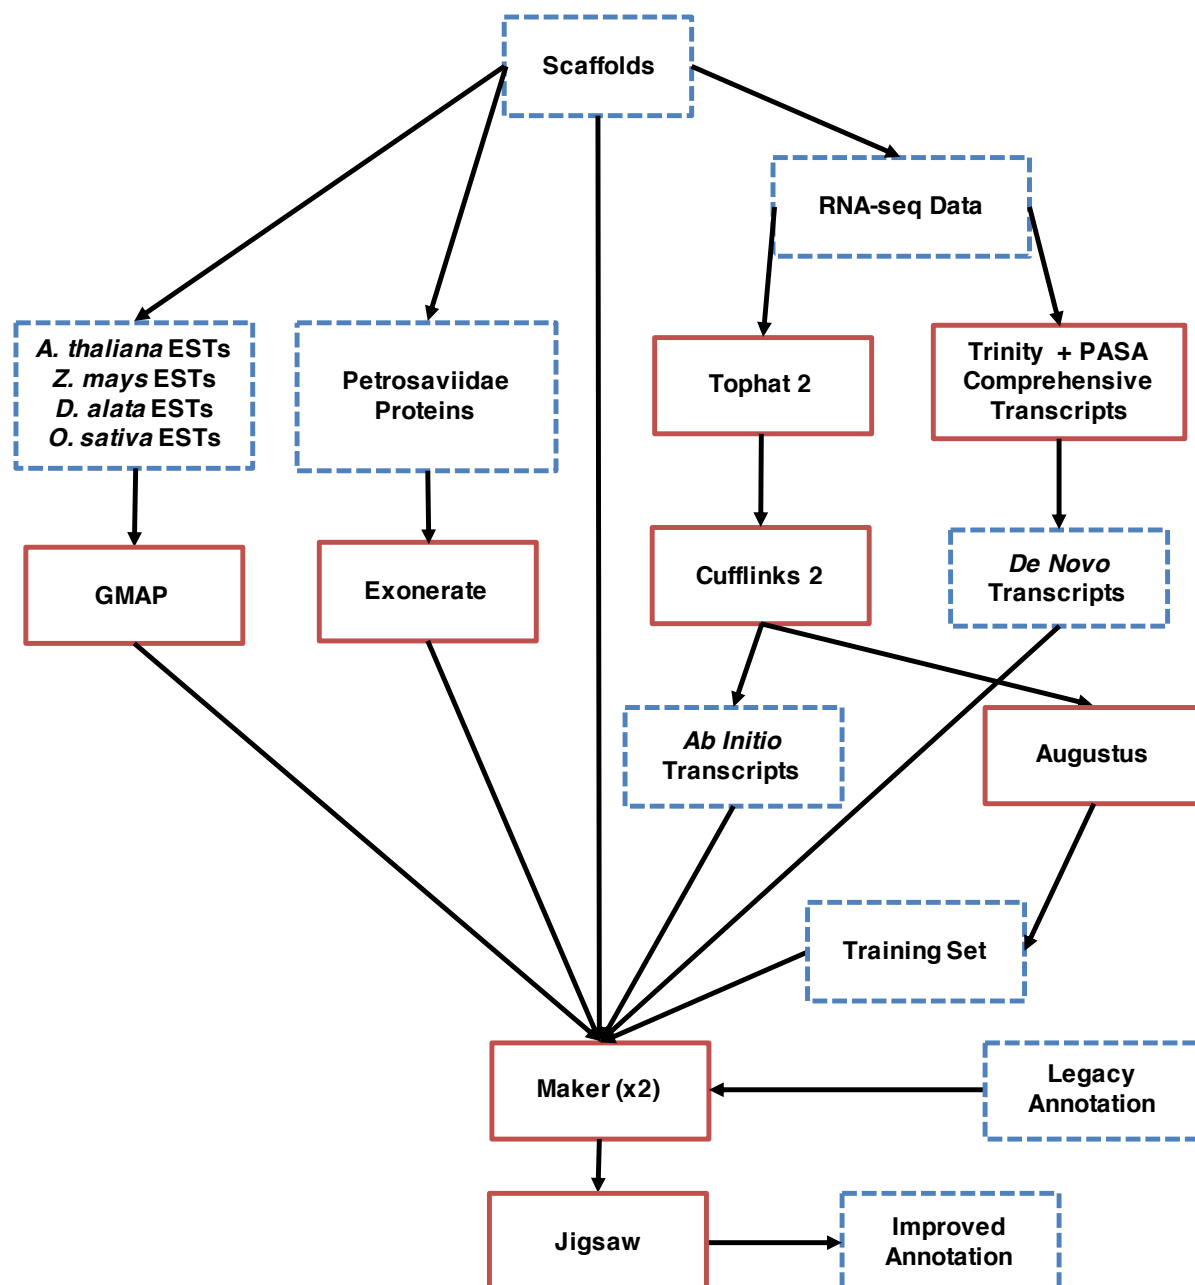 Scaffolds
RNA-seq Data
A. thaliana ESTs
Z. mays ESTs
D. alata ESTs
O. sativa ESTs
Petrosaviidae
Proteins
Tophat 2
Trinity + PASA
Comprehensive
Transcripts
GMAP
Exonerate
Cufflinks 2
De Novo
Transcripts
Ab Initio
Transcripts
Augustus
Training Set
Maker (x2)
Legacy
Annotation
Jigsaw
Improved
Annotation